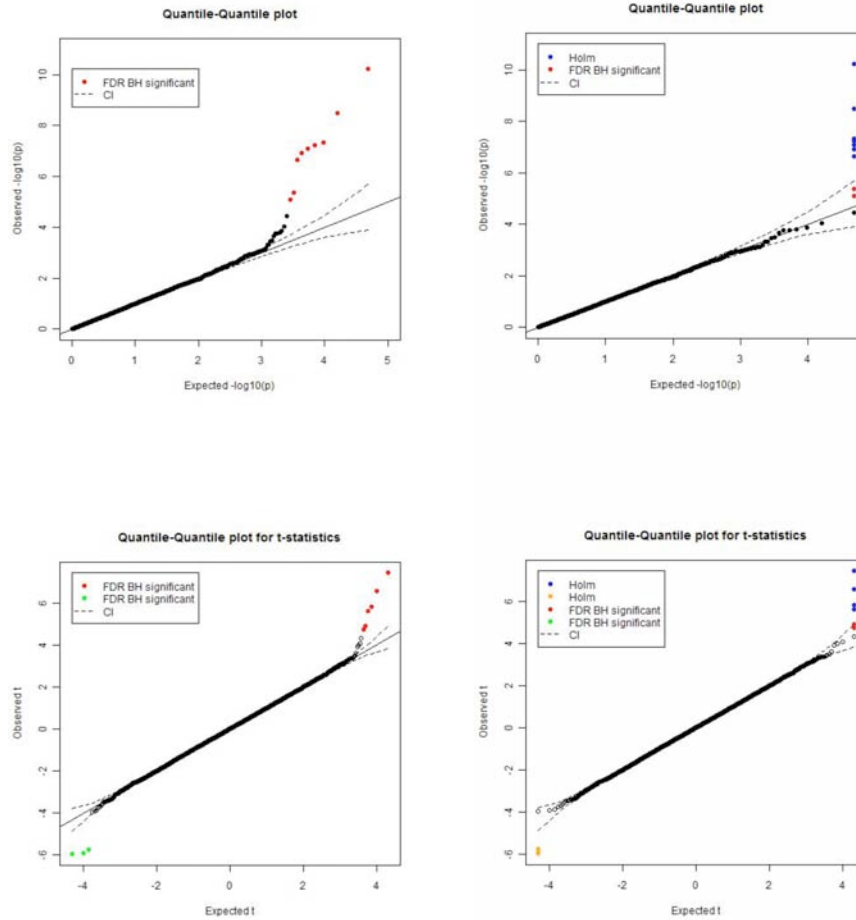 Quantile-Quantile plot
FDR BH significant
CI
Observed -log10(p)
0 2 4 6 8 10
0 1 2 3 4 5
Expected -log10(p)
Quantile-Quantile plot
Holm
FDR BH significant
CI
Observed -log10(p)
0 2 4 6 8 10
0 1 2 3 4
Expected -log10(p)
Quantile-Quantile plot for t-statistics
FDR BH significant
FDR BH significant
CI
Observed t
-6 -4 -2 0 2 4 6
-4 -2 0 2 4
Expected t
Quantile-Quantile plot for t-statistics
Holm
Holm
FDR BH significant
FDR BH significant
CI
Observed t
-6 -4 -2 0 2 4 6
-4 -2 0 2 4
Expected t